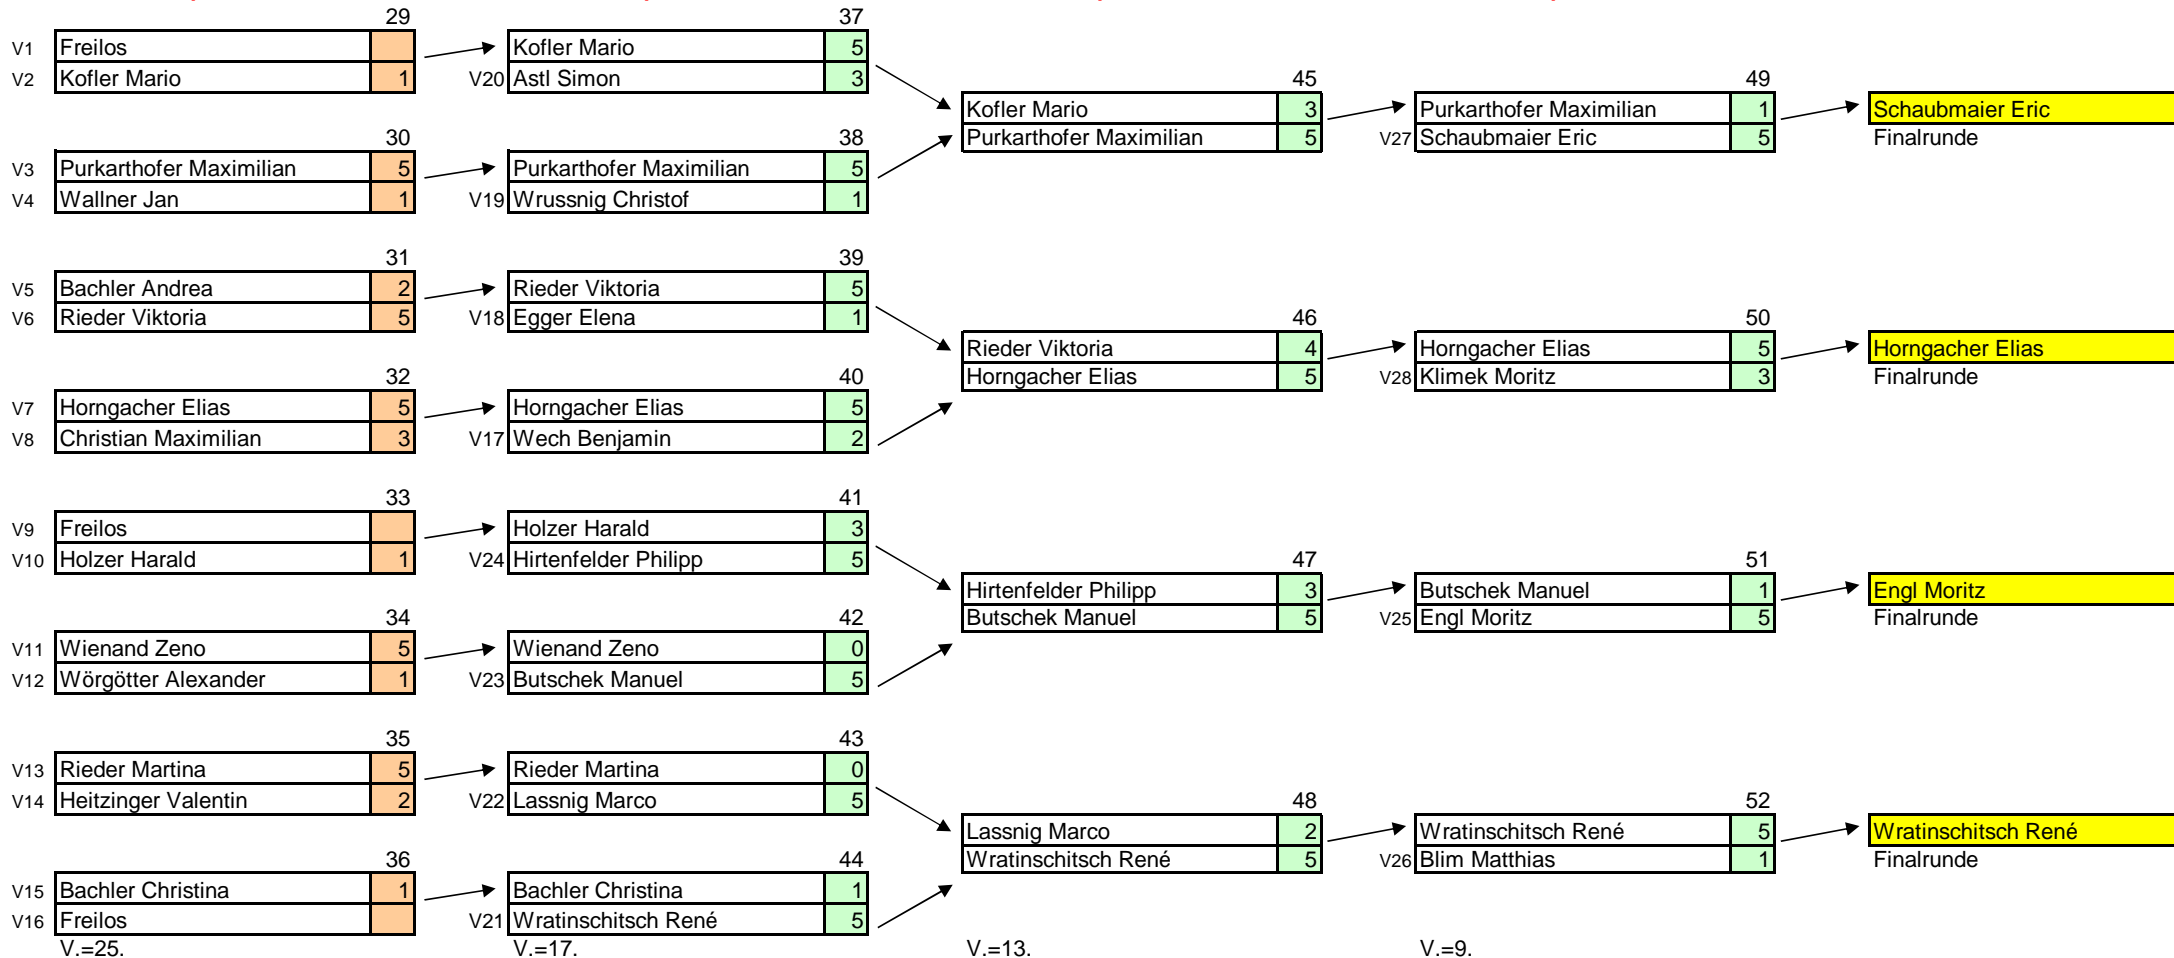 29 37
V1 Freilos Kofler Mario 5
V2 Kofler Mario 1 V20 Astl Simon 3 45 49
Kofler Mario 3 Purkarthofer Maximilian 1 Schaubmaier Eric
30 38 Purkarthofer Maximilian 5 V27 Schaubmaier Eric 5 Finalrunde
V3 Purkarthofer Maximilian 5 Purkarthofer Maximilian 5
V4 Wallner Jan 1 V19 Wrussnig Christof 1
31 39
V5 Bachler Andrea 2 Rieder Viktoria 5
V6 Rieder Viktoria 5 V18 Egger Elena 1 46 50
Rieder Viktoria 4 Horngacher Elias 5 Horngacher Elias
32 40 Horngacher Elias 5 V28 Klimek Moritz 3 Finalrunde
V7 Horngacher Elias 5 Horngacher Elias 5
V8 Christian Maximilian 3 V17 Wech Benjamin 2
33 41
V9 Freilos Holzer Harald 3
V10 Holzer Harald 1 V24 Hirtenfelder Philipp 5 47 51
Hirtenfelder Philipp 3 Butschek Manuel 1 Engl Moritz
34 42 Butschek Manuel 5 V25 Engl Moritz 5 Finalrunde
V11 Wienand Zeno 5 Wienand Zeno 0
V12 Wörgötter Alexander 1 V23 Butschek Manuel 5
35 43
V13 Rieder Martina 5 Rieder Martina 0
V14 Heitzinger Valentin 2 V22 Lassnig Marco 5 48 52
Lassnig Marco 2 Wratinschitsch René 5 Wratinschitsch René
36 44 Wratinschitsch René 5 V26 Blim Matthias 1 Finalrunde
V15 Bachler Christina 1 Bachler Christina 1
V16 Freilos V21 Wratinschitsch René 5
V.=25. V.=17. V.=13. V.=9.